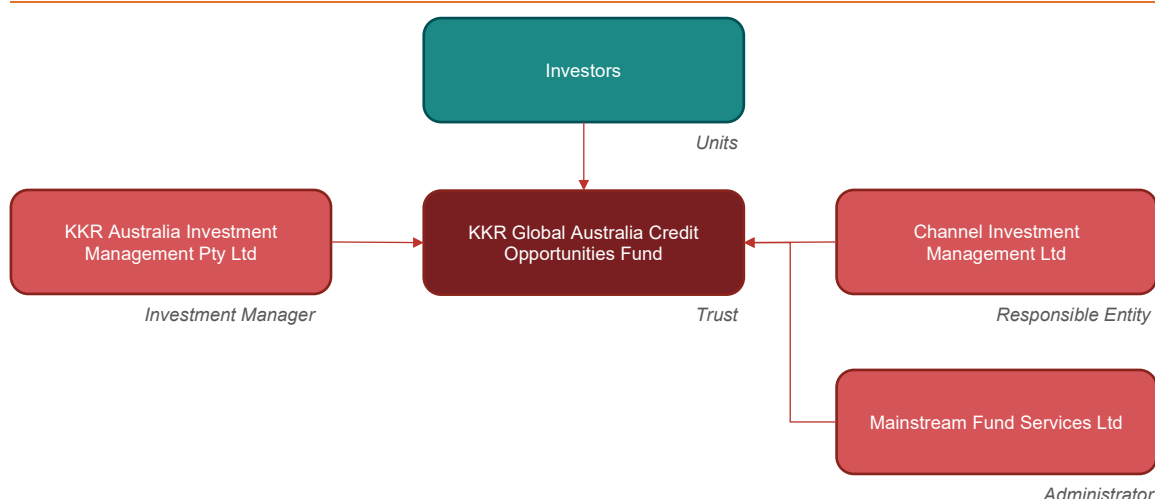 Investors
Units
KKR Australia Investment
Management Pty Ltd
Investment Manager
KKR Global Australia Credit
Opportunities Fund
Trust
Channel Investment
Management Ltd
Responsible Entity
Mainstream Fund Services Ltd
Administrator